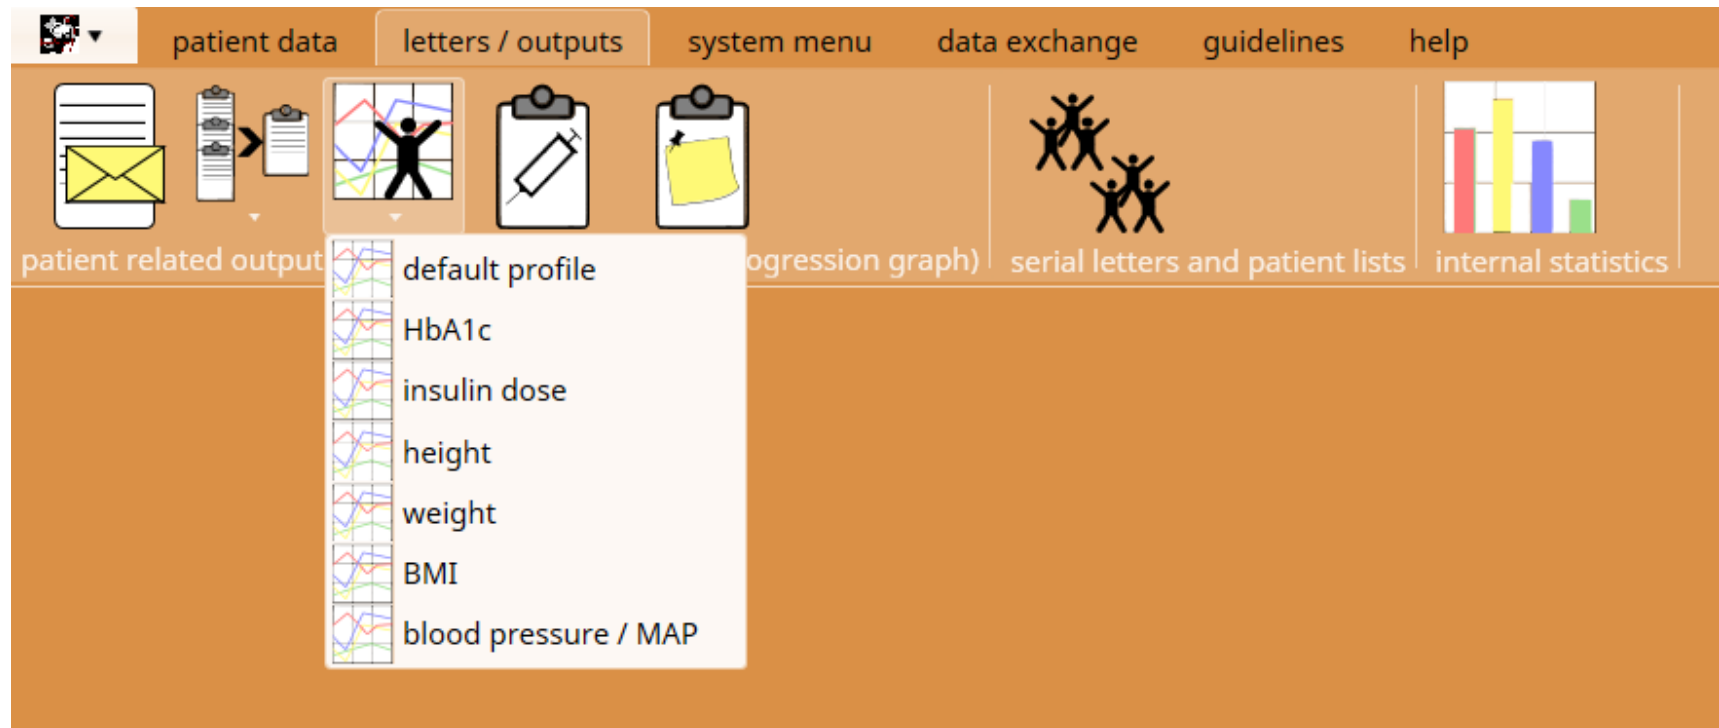 patient data letters / outputs system menu data exchange guidelines help
patient related output ogression graph) serial letters and patient lists internal statistics
default profile
HbA1c
insulin dose
height
weight
BMI
blood pressure / MAP